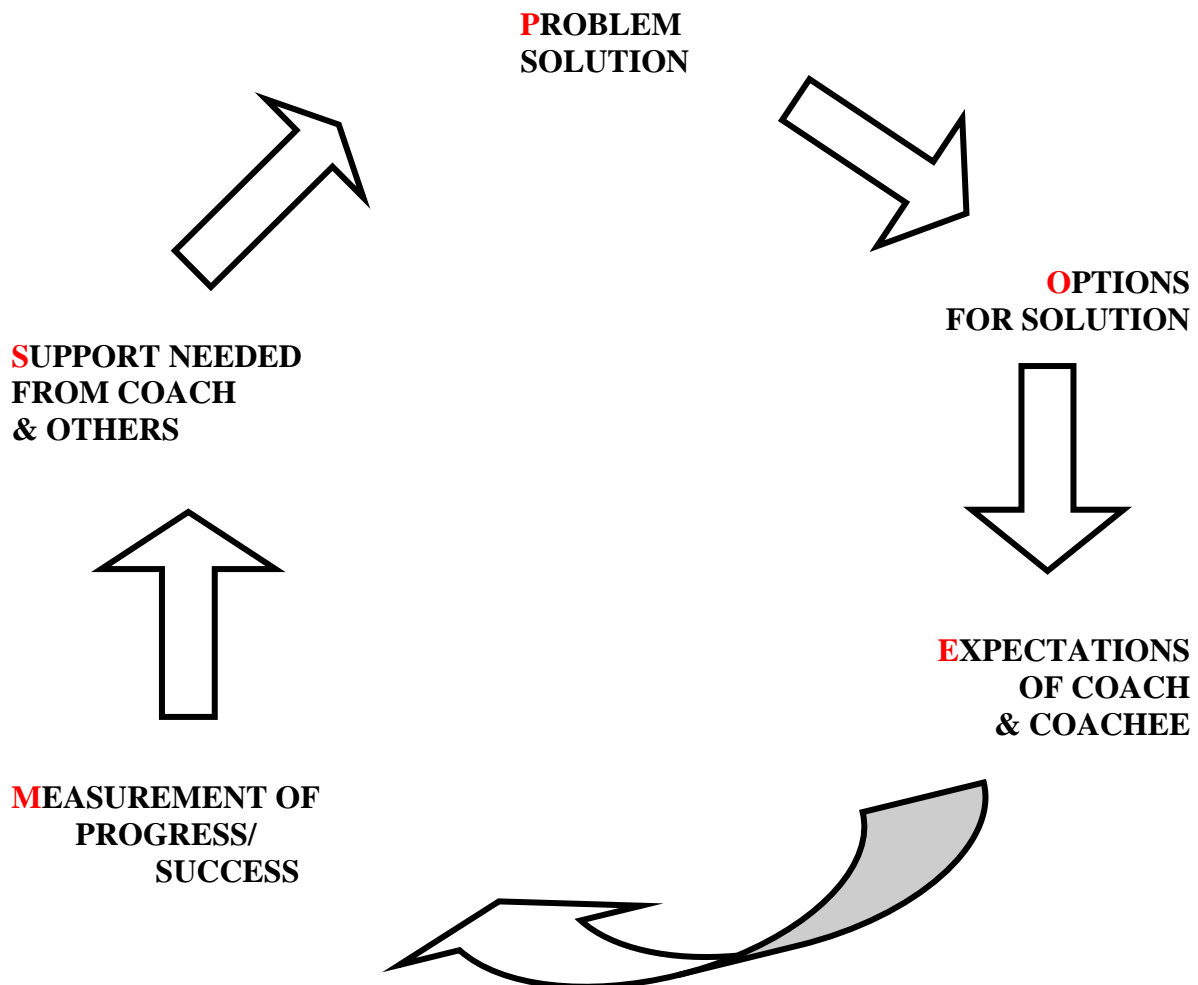 PROBLEM
SOLUTION
OPTIONS
FOR SOLUTION
EXPECTATIONS
OF COACH
& COACHEE
MEASUREMENT OF
PROGRESS/
SUCCESS
SUPPORT NEEDED
FROM COACH
& OTHERS